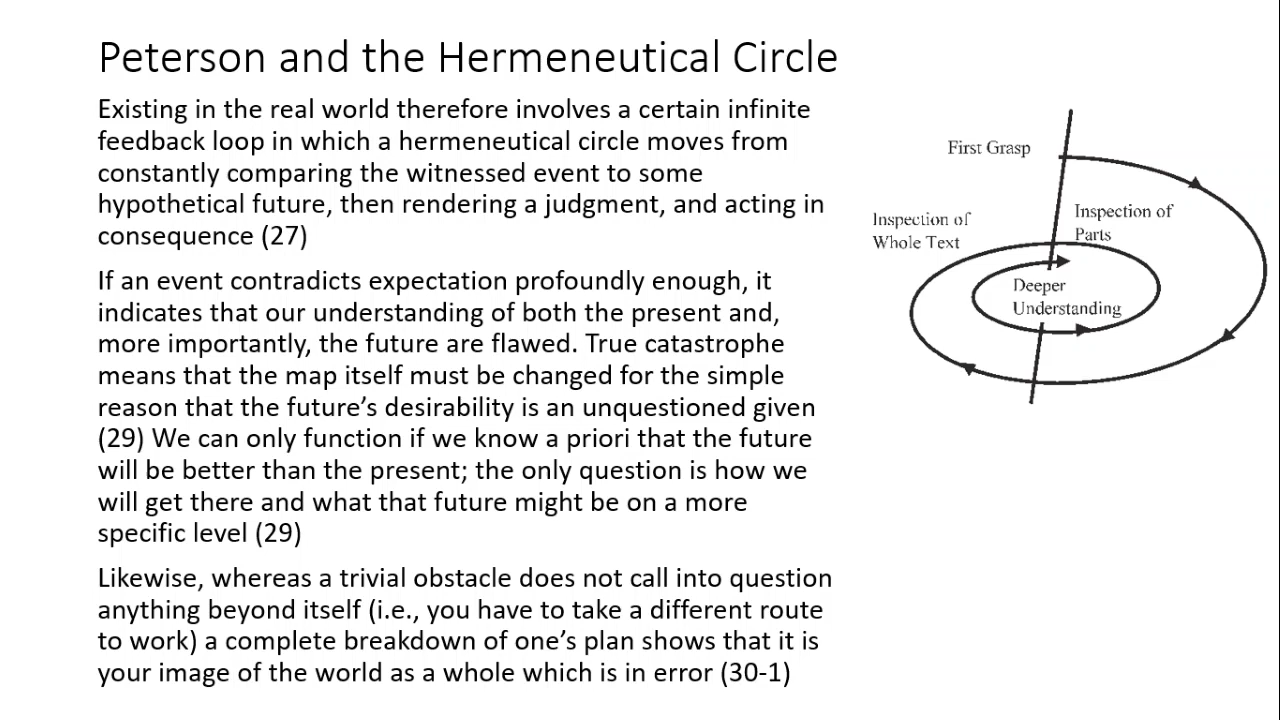 Peterson and the Hermeneutical Circle
Existing in the real world therefore involves a certain infinite
feedback loop in which a hermeneutical circle moves from
constantly comparing the witnessed event to some
hypothetical future, then rendering a judgment, and acting in
consequence (27)
If an event contradicts expectation profoundly enough, it
indicates that our understanding of both the present and,
more importantly, the future are flawed. True catastrophe
means that the map itself must be changed for the simple
reason that the future’s desirability is an unquestioned given
(29) We can only function if we know a priori that the future
will be better than the present; the only question is how we
will get there and what that future might be on a more
specific level (29)
Likewise, whereas a trivial obstacle does not call into question
anything beyond itself (i.e., you have to take a different route
to work) a complete breakdown of one’s plan shows that it is
your image of the world as a whole which is in error (30-1)
First Grasp
Inspection of
Parts
Inspection of
Whole Text
Deeper
Understanding